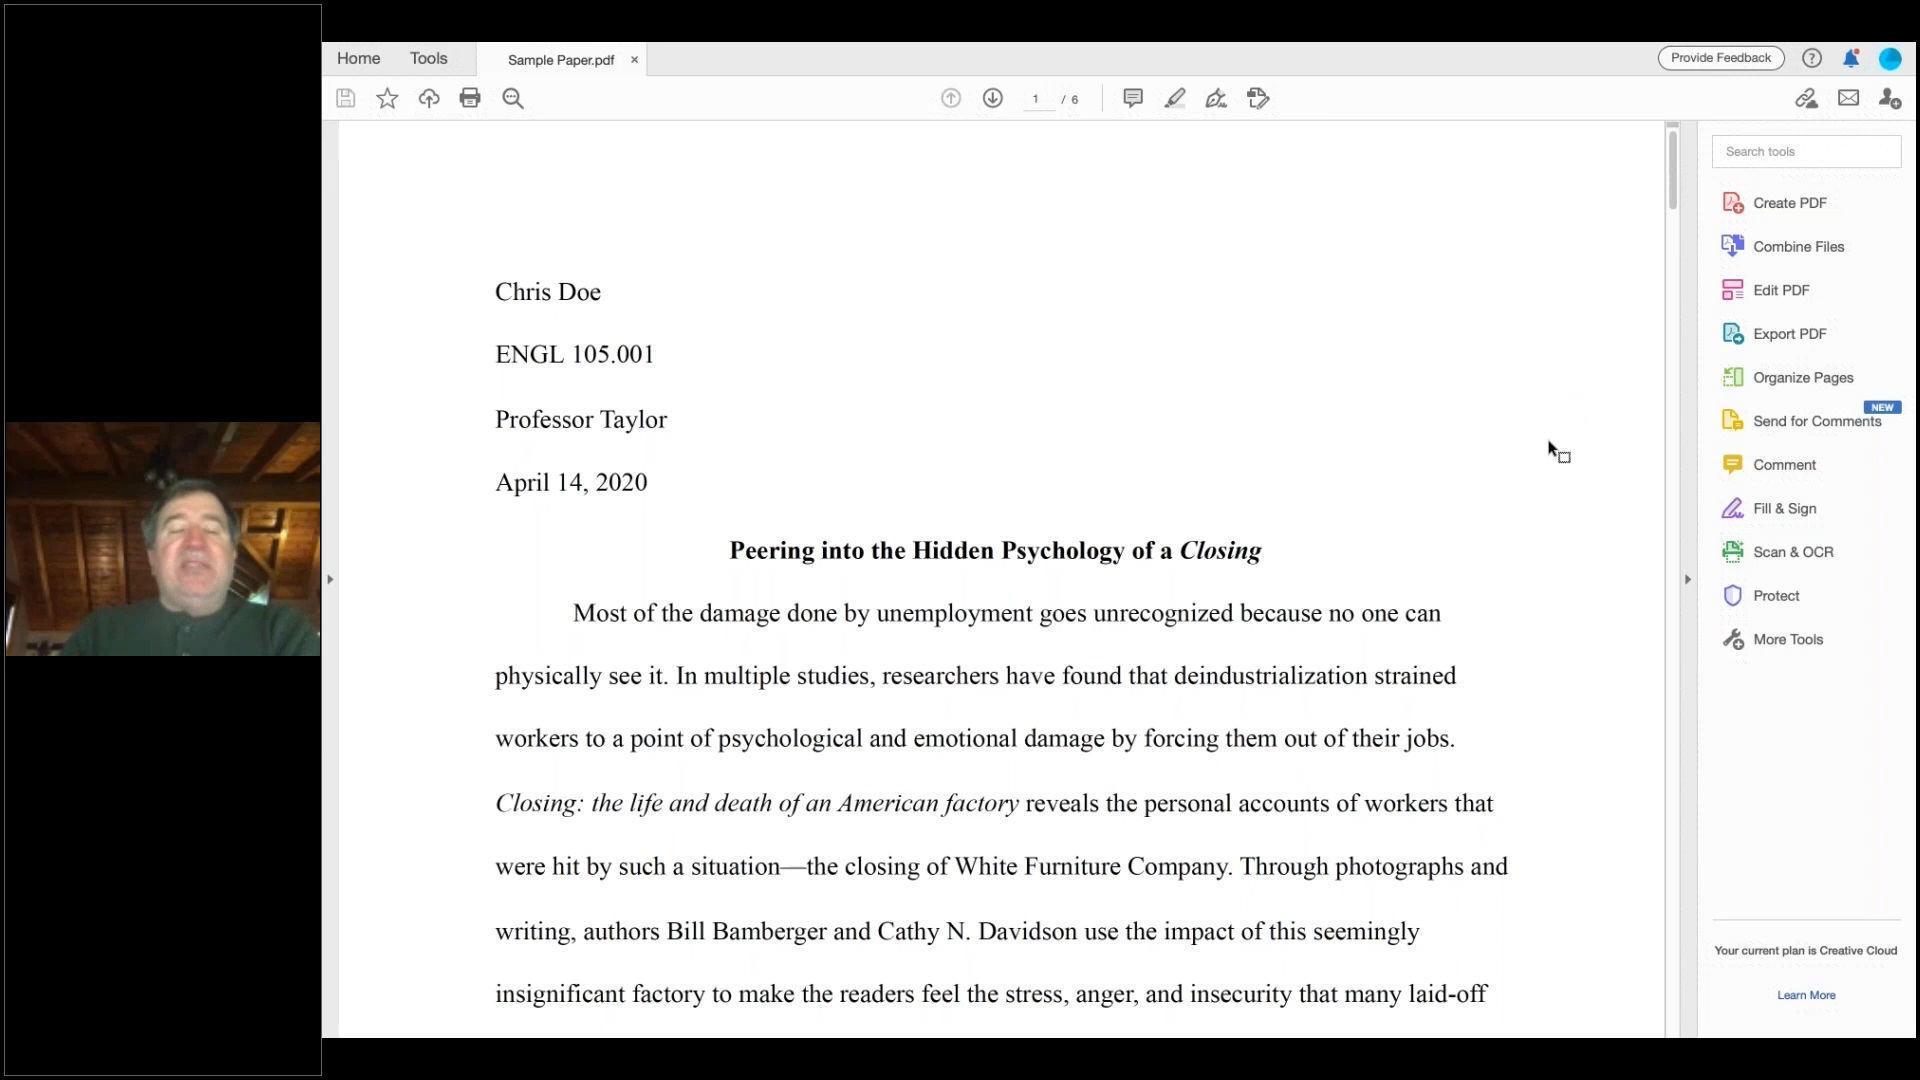 Home Tools Sample Paper.pdf × Provide Feedback ?
1 / 6
Search tools
Create PDF
Combine Files
Edit PDF
Export PDF
Organize Pages
NEW
Send for Comments
Comment
Fill & Sign
Scan & OCR
Protect
More Tools
Your current plan is Creative Cloud
Learn More
Chris Doe
ENGL 105.001
Professor Taylor
April 14, 2020
Peering into the Hidden Psychology of a Closing
Most of the damage done by unemployment goes unrecognized because no one can
physically see it. In multiple studies, researchers have found that deindustrialization strained
workers to a point of psychological and emotional damage by forcing them out of their jobs.
Closing: the life and death of an American factory reveals the personal accounts of workers that
were hit by such a situation—the closing of White Furniture Company. Through photographs and
writing, authors Bill Bamberger and Cathy N. Davidson use the impact of this seemingly
insignificant factory to make the readers feel the stress, anger, and insecurity that many laid-off